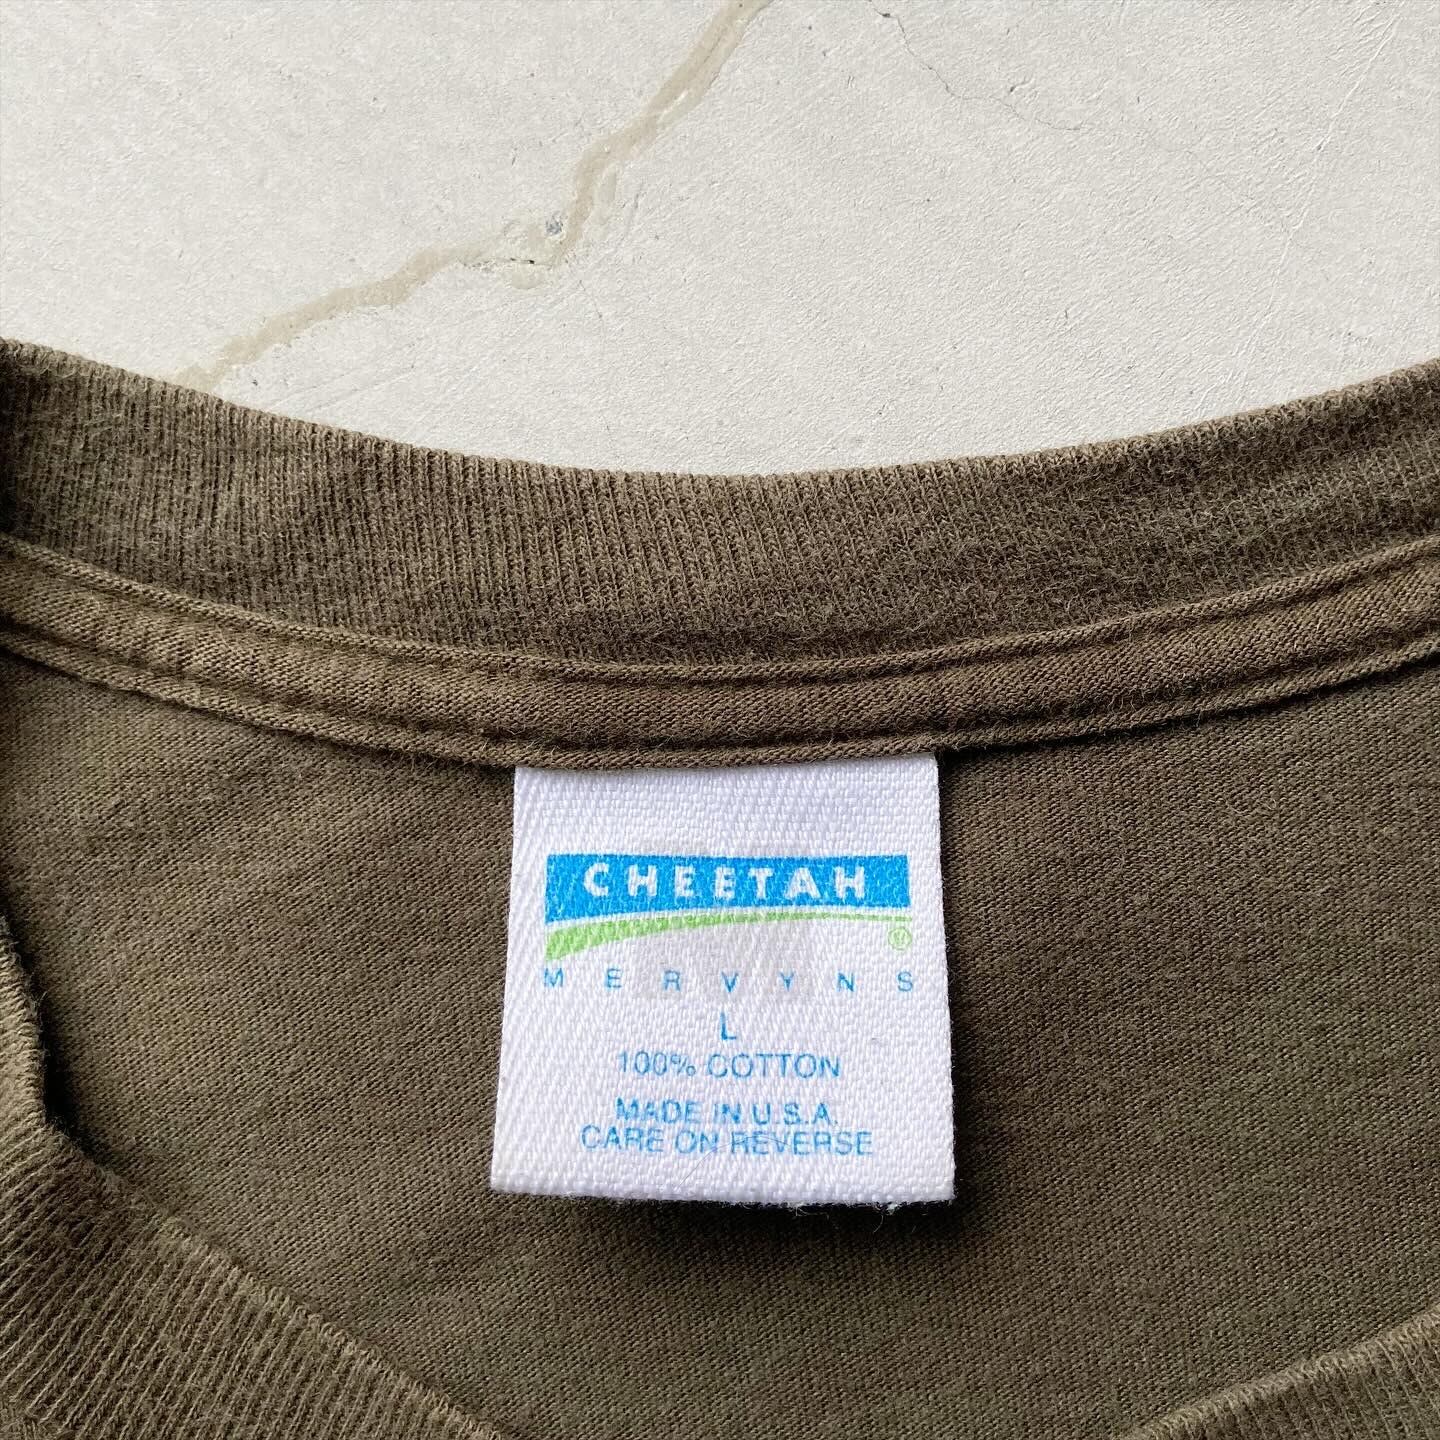 CHEETAH
®
MERVYNS
L
100% COTTON
MADE IN U.S.A.
CARE ON REVERSE